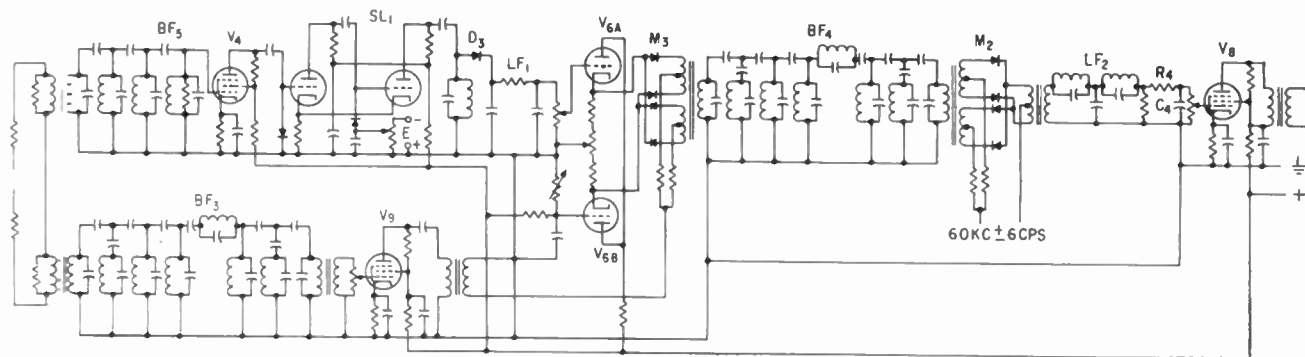 BF5
V4
SL1
D3
LF1
E
-
+
V6A
M3
BF4
M2
LF2
R4
C4
V8
60KC±6CPS
+
BF3
V9
V6B